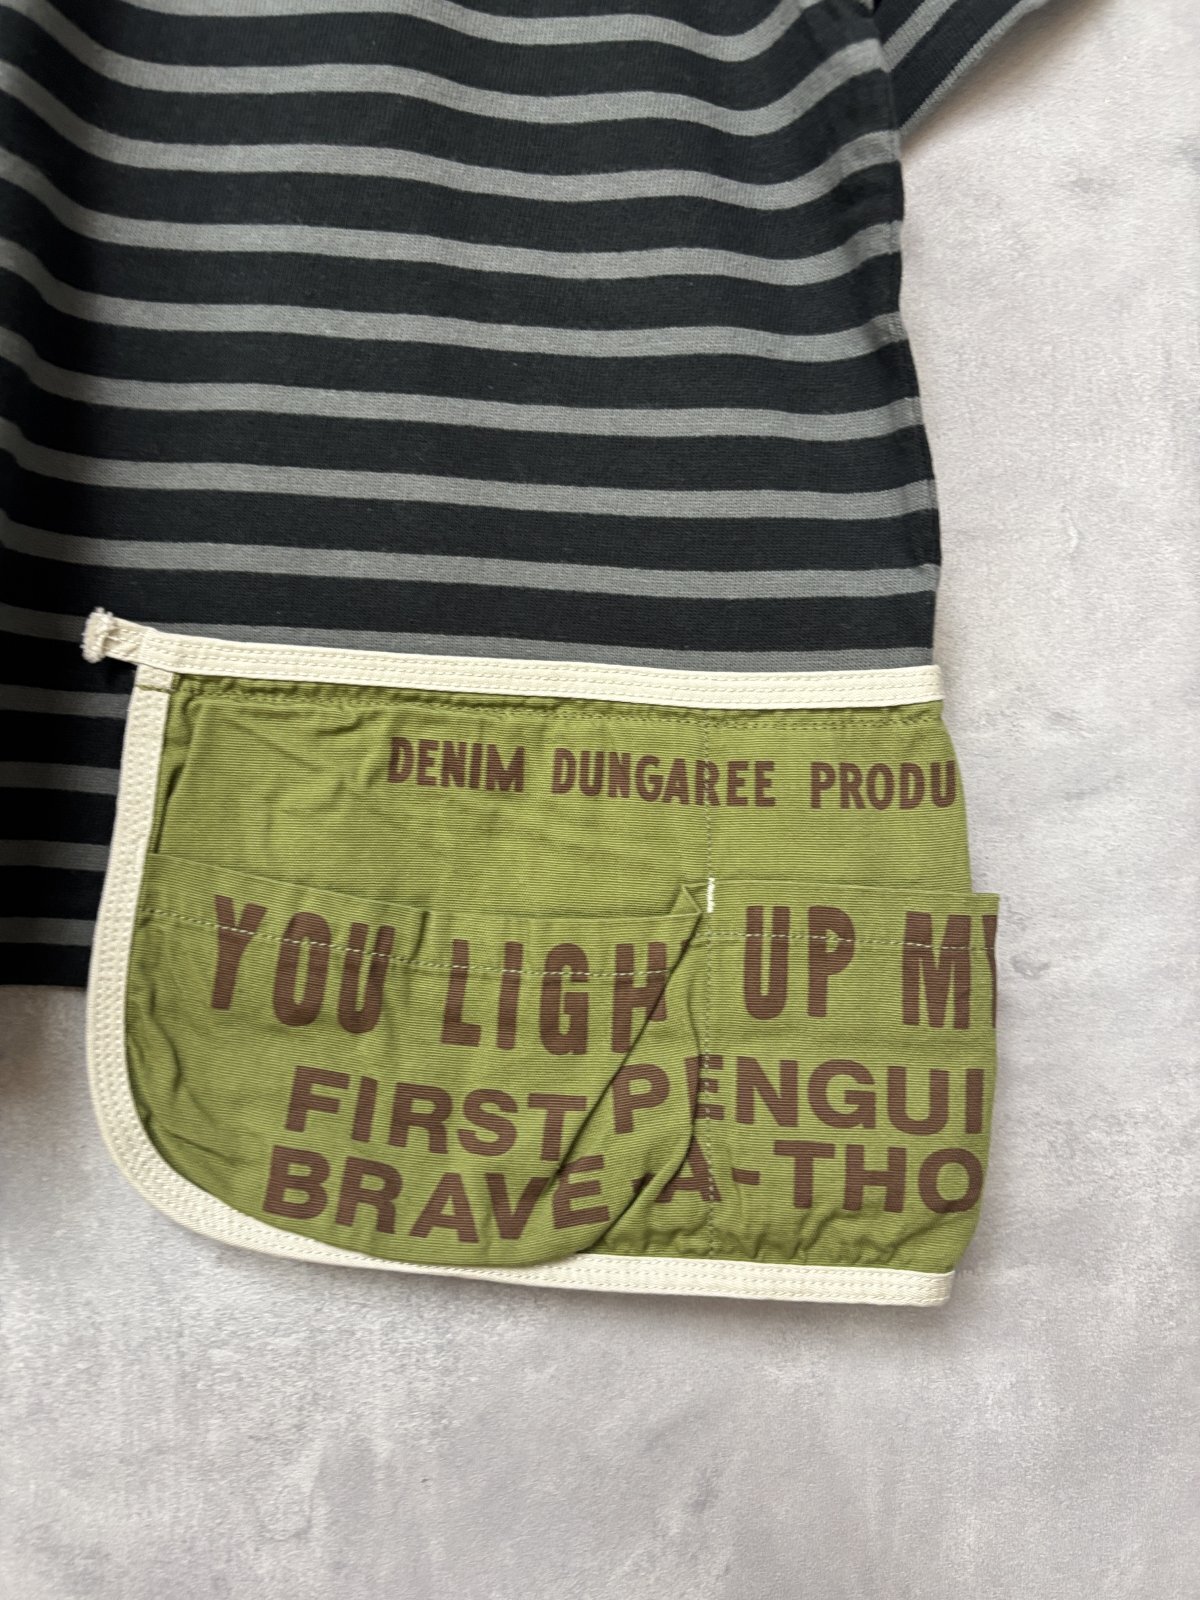 DENIM DUNGAREE PRODU
YOU LIGH UP MY
FIRST PENGUI
BRAVE-A-THO